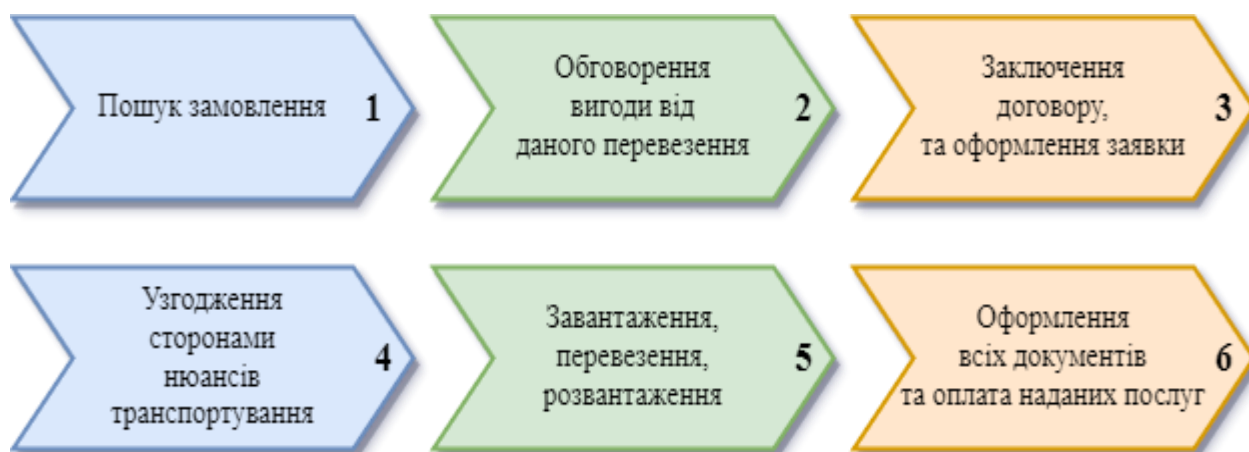 Пошук замовлення
1
Обговорення
вигоди від
даного перевезення
2
Заключення
договору,
та оформлення заявки
3
Узгодження
сторонами
нюансів
транспортування
4
Завантаження,
перевезення,
розвантаження
5
Оформлення
всіх документів
та оплата наданих послуг
6